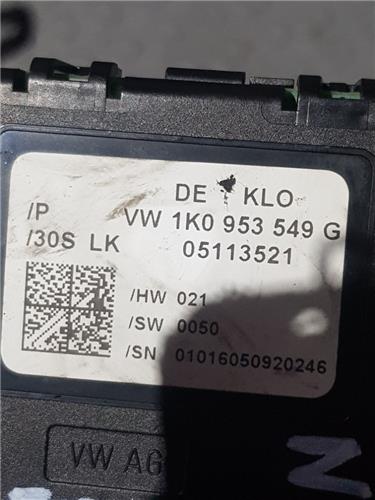 DE KLO
/P VW 1K0 953 549 G
/30S LK 05113521
/HW 021
/SW 0050
/SN 01016050920246
VW AG